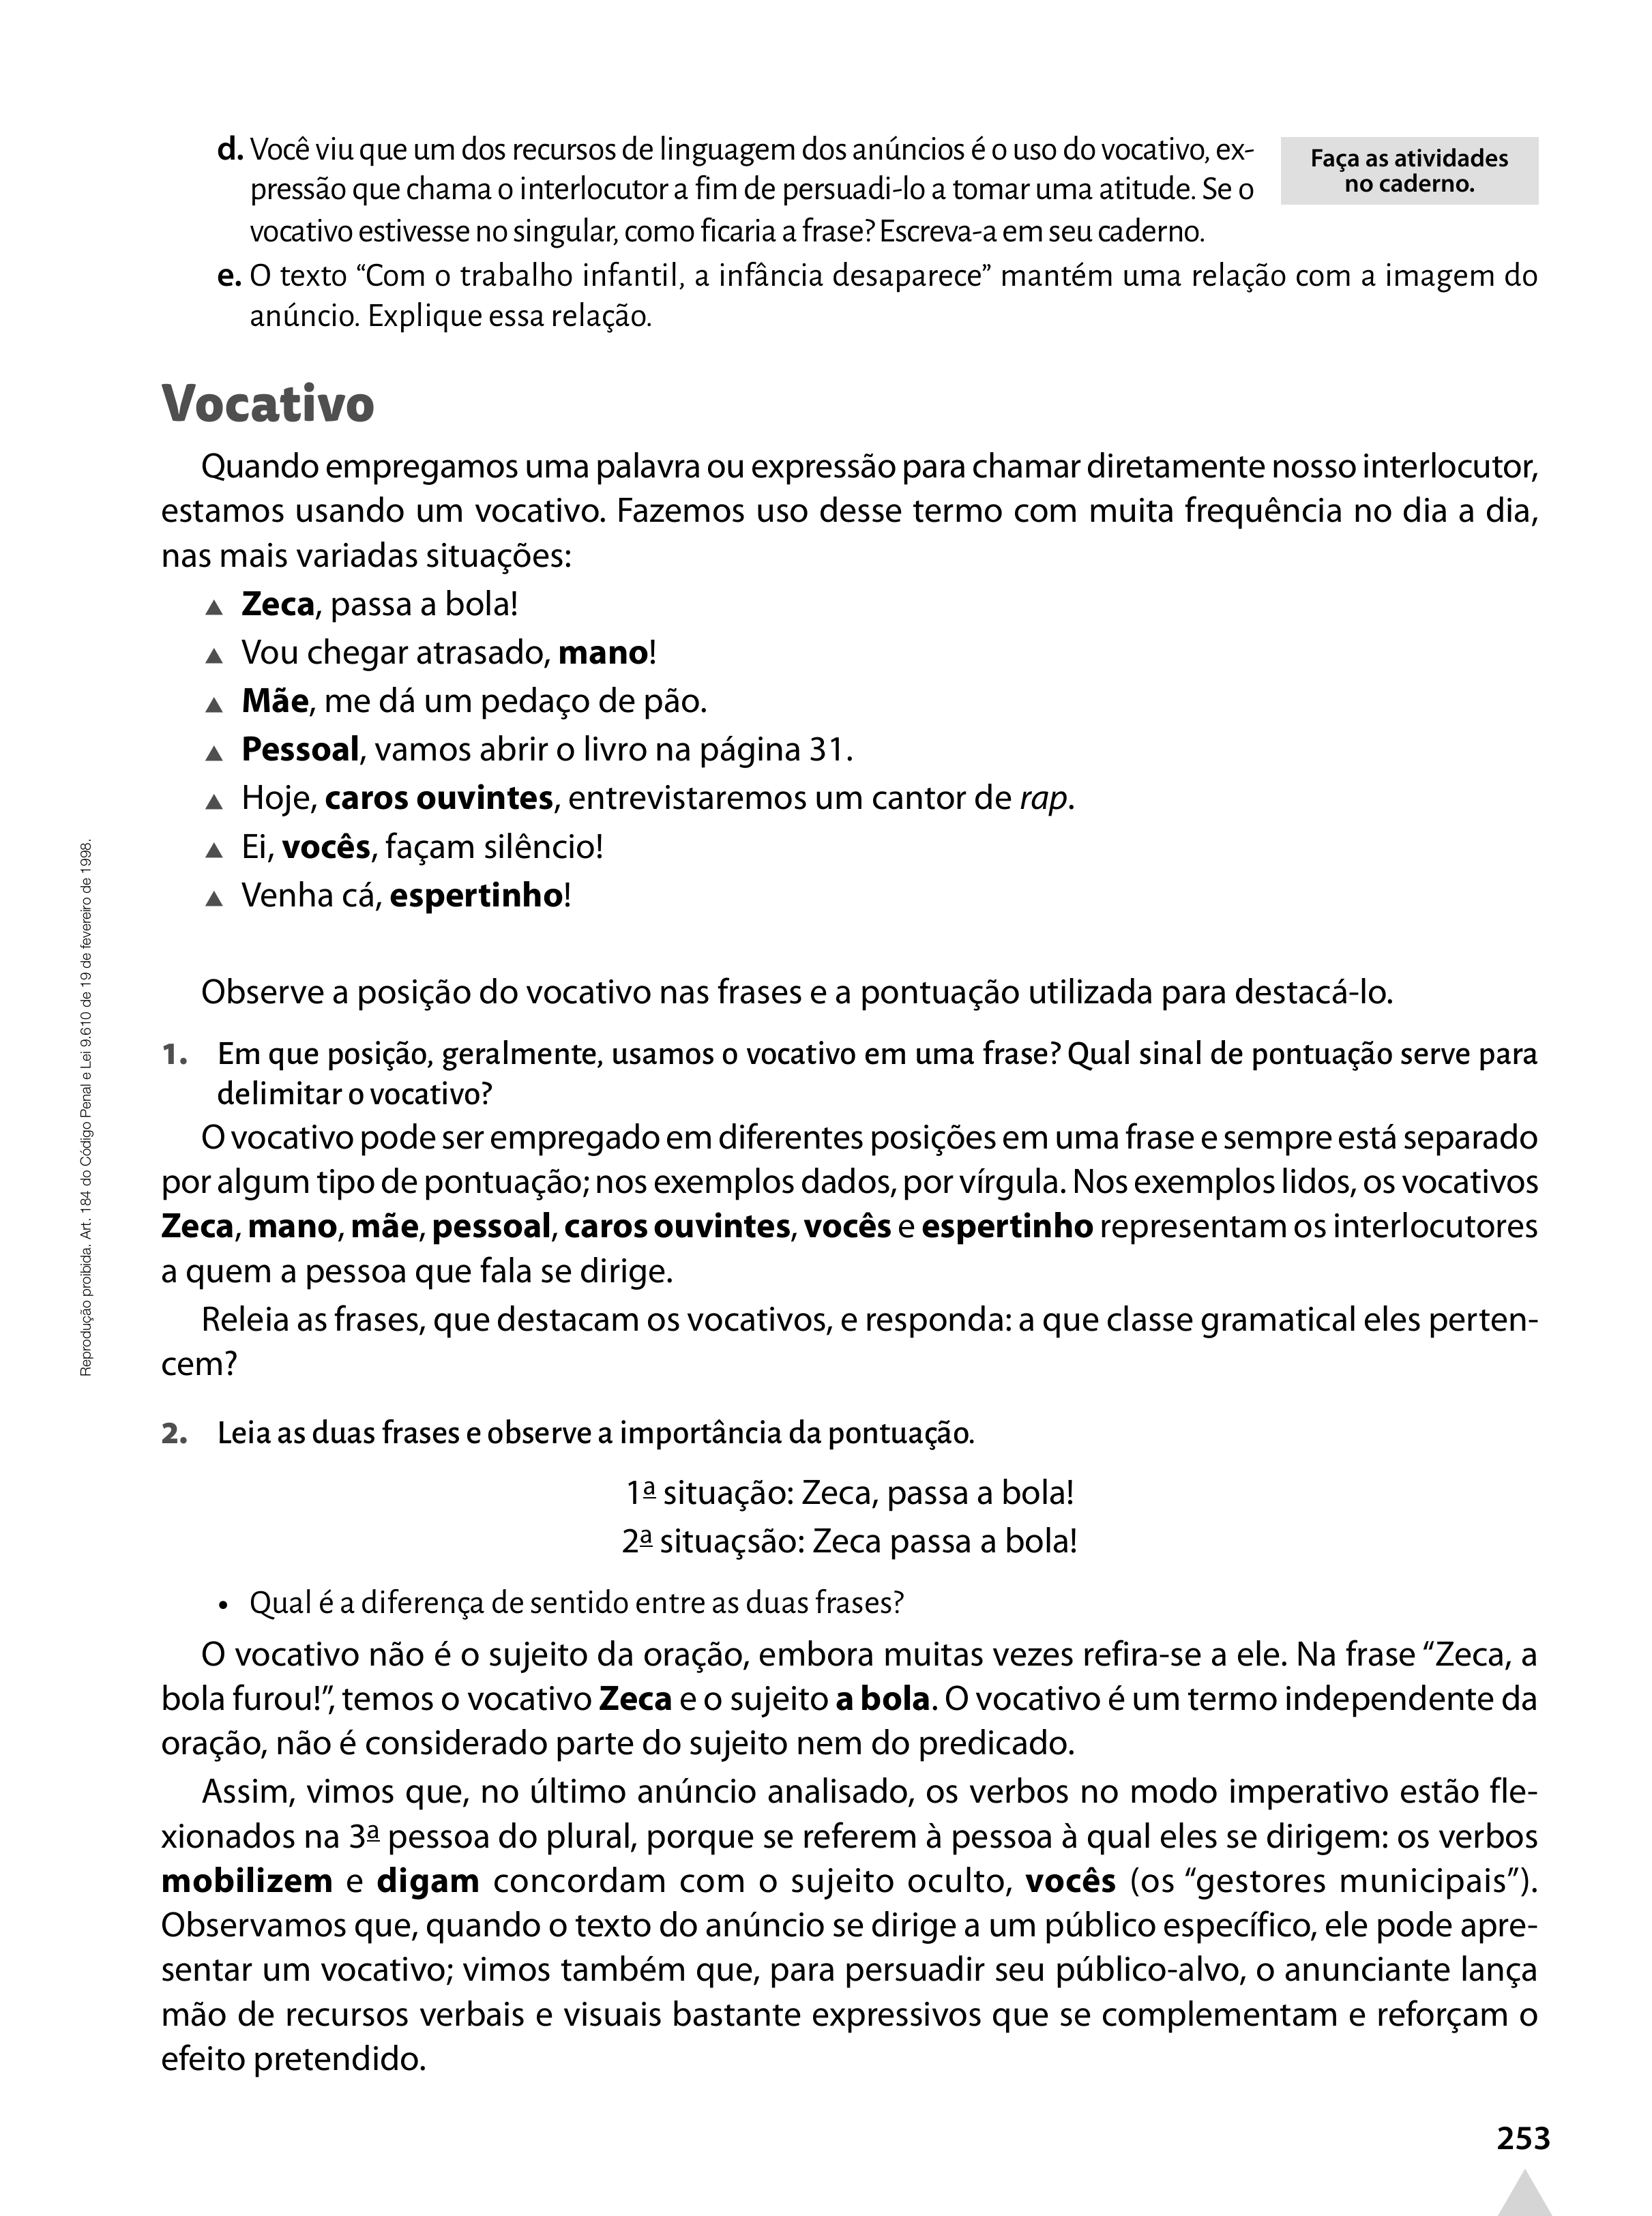 d. Você viu que um dos recursos de linguagem dos anúncios é o uso do vocativo, ex-
pressão que chama o interlocutor a fim de persuadi-lo a tomar uma atitude. Se o
vocativo estivesse no singular, como ficaria a frase? Escreva-a em seu caderno.
Faça as atividades
no caderno.
e. O texto “Com o trabalho infantil, a infância desaparece” mantém uma relação com a imagem do
anúncio. Explique essa relação.
Vocativo
Quando empregamos uma palavra ou expressão para chamar diretamente nosso interlocutor,
estamos usando um vocativo. Fazemos uso desse termo com muita frequência no dia a dia,
nas mais variadas situações:
▲ Zeca, passa a bola!
▲ Vou chegar atrasado, mano!
▲ Mãe, me dá um pedaço de pão.
▲ Pessoal, vamos abrir o livro na página 31.
▲ Hoje, caros ouvintes, entrevistaremos um cantor de rap.
▲ Ei, vocês, façam silêncio!
▲ Venha cá, espertinho!
Observe a posição do vocativo nas frases e a pontuação utilizada para destacá-lo.
1. Em que posição, geralmente, usamos o vocativo em uma frase? Qual sinal de pontuação serve para
delimitar o vocativo?
O vocativo pode ser empregado em diferentes posições em uma frase e sempre está separado
por algum tipo de pontuação; nos exemplos dados, por vírgula. Nos exemplos lidos, os vocativos
Zeca, mano, mãe, pessoal, caros ouvintes, vocês e espertinho representam os interlocutores
a quem a pessoa que fala se dirige.
Releia as frases, que destacam os vocativos, e responda: a que classe gramatical eles perten-
cem?
2. Leia as duas frases e observe a importância da pontuação.
1ª situação: Zeca, passa a bola!
2ª situaçsão: Zeca passa a bola!
• Qual é a diferença de sentido entre as duas frases?
O vocativo não é o sujeito da oração, embora muitas vezes refira-se a ele. Na frase “Zeca, a
bola furou!”, temos o vocativo Zeca e o sujeito a bola. O vocativo é um termo independente da
oração, não é considerado parte do sujeito nem do predicado.
Assim, vimos que, no último anúncio analisado, os verbos no modo imperativo estão fle-
xionados na 3ª pessoa do plural, porque se referem à pessoa à qual eles se dirigem: os verbos
mobilizem e digam concordam com o sujeito oculto, vocês (os “gestores municipais”).
Observamos que, quando o texto do anúncio se dirige a um público específico, ele pode apre-
sentar um vocativo; vimos também que, para persuadir seu público-alvo, o anunciante lança
mão de recursos verbais e visuais bastante expressivos que se complementam e reforçam o
efeito pretendido.
Reprodução proibida. Art. 184 do Código Penal e Lei 9.610 de 19 de fevereiro de 1998.
253